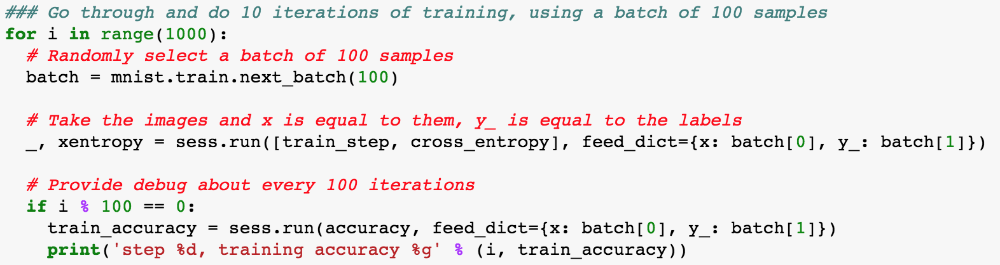 ### Go through and do 10 iterations of training, using a batch of 100 samples
for i in range(1000):
  # Randomly select a batch of 100 samples
  batch = mnist.train.next_batch(100)

  # Take the images and x is equal to them, y_ is equal to the labels
  _, xentropy = sess.run([train_step, cross_entropy], feed_dict={x: batch[0], y_: batch[1]})

  # Provide debug about every 100 iterations
  if i % 100 == 0:
    train_accuracy = sess.run(accuracy, feed_dict={x: batch[0], y_: batch[1]})
    print('step %d, training accuracy %g' % (i, train_accuracy))